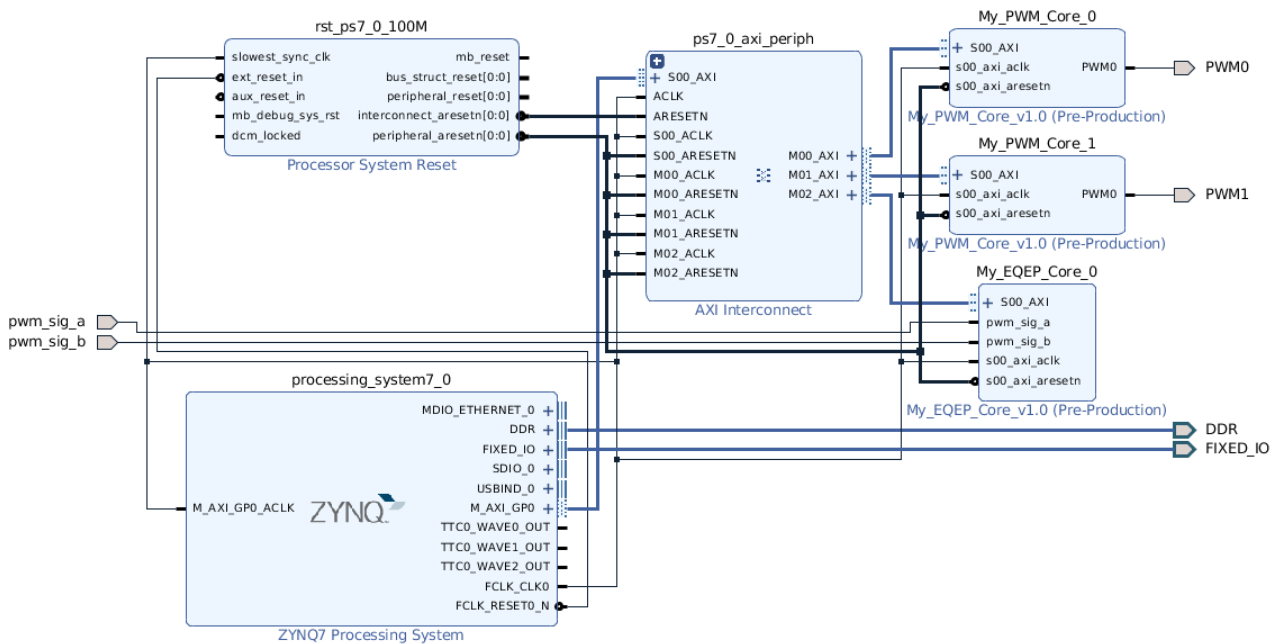 rst_ps7_0_100M
slowest_sync_clk
ext_reset_in
aux_reset_in
mb_debug_sys_rst
dcm_locked
mb_reset
bus_struct_reset[0:0]
peripheral_reset[0:0]
interconnect_aresetn[0:0]
peripheral_aresetn[0:0]
Processor System Reset
ps7_0_axi_periph
S00_AXI
ACLK
ARESETN
S00_ACLK
S00_ARESETN
M00_ACLK
M00_ARESETN
M01_ACLK
M01_ARESETN
M02_ACLK
M02_ARESETN
M00_AXI
M01_AXI
M02_AXI
AXI Interconnect
My_PWM_Core_0
S00_AXI
s00_axi_aclk
s00_axi_aresetn
PWM0
My_PWM_Core_v1.0 (Pre-Production)
PWM0
My_PWM_Core_1
S00_AXI
s00_axi_aclk
s00_axi_aresetn
PWM0
My_PWM_Core_v1.0 (Pre-Production)
PWM1
My_EQEP_Core_0
S00_AXI
pwm_sig_a
pwm_sig_b
s00_axi_aclk
s00_axi_aresetn
My_EQEP_Core_v1.0 (Pre-Production)
pwm_sig_a
pwm_sig_b
processing_system7_0
M_AXI_GP0_ACLK
ZYNQ
MDIO_ETHERNET_0
DDR
FIXED_IO
SDIO_0
USBIND_0
M_AXI_GP0
TTC0_WAVE0_OUT
TTC0_WAVE1_OUT
TTC0_WAVE2_OUT
FCLK_CLK0
FCLK_RESET0_N
ZYNQ7 Processing System
DDR
FIXED_IO